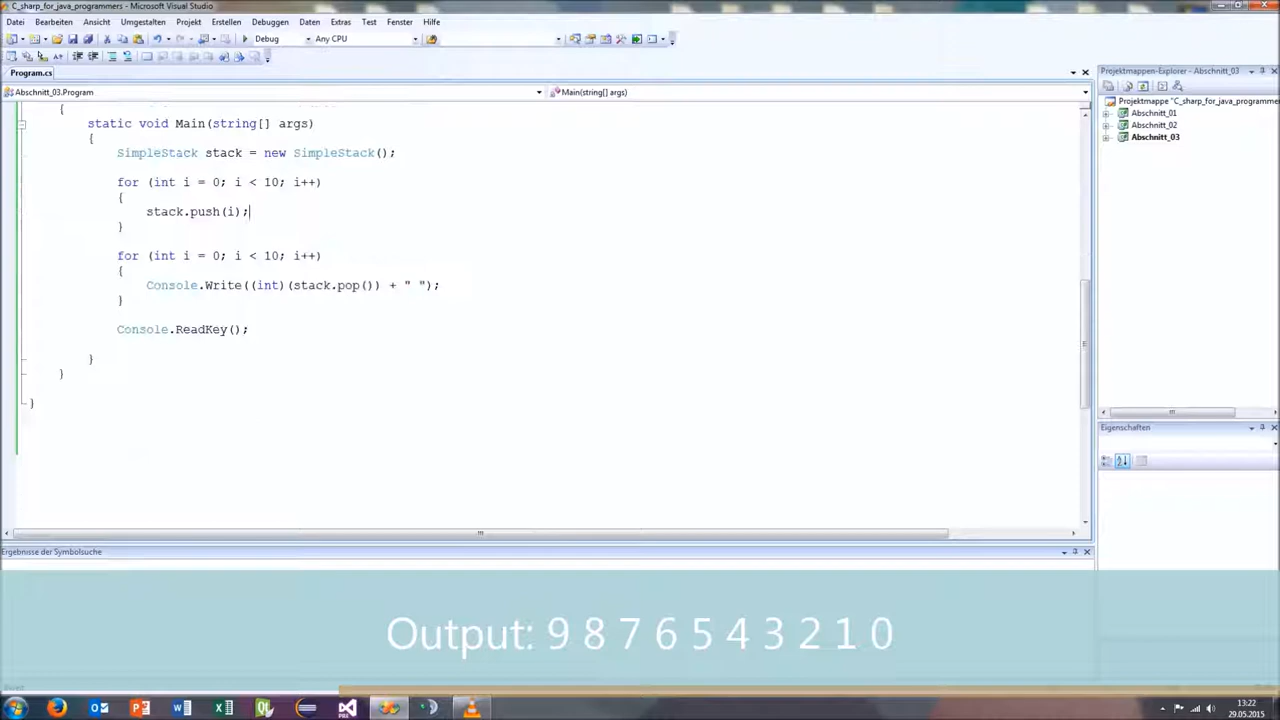 C_sharp_for_java_programmers - Microsoft Visual Studio
Datei Bearbeiten Ansicht Umgestalten Projekt Erstellen Debuggen Daten Extras Test Fenster Hilfe
Debug Any CPU
Program.cs
Projektmappen-Explorer - Abschnitt_03
Abschnitt_03.Program
Main(string[] args)
Projektmappe "C_sharp_for_java_programmers
Abschnitt_01
Abschnitt_02
Abschnitt_03
{
static void Main(string[] args)
{
SimpleStack stack = new SimpleStack();
for (int i = 0; i < 10; i++)
{
stack.push(i);
}
for (int i = 0; i < 10; i++)
{
Console.Write((int)(stack.pop()) + " ");
}
Console.ReadKey();
}
}
}
Eigenschaften
Ergebnisse der Symbolsuche
Output: 9 8 7 6 5 4 3 2 1 0
13:22
29.05.2015